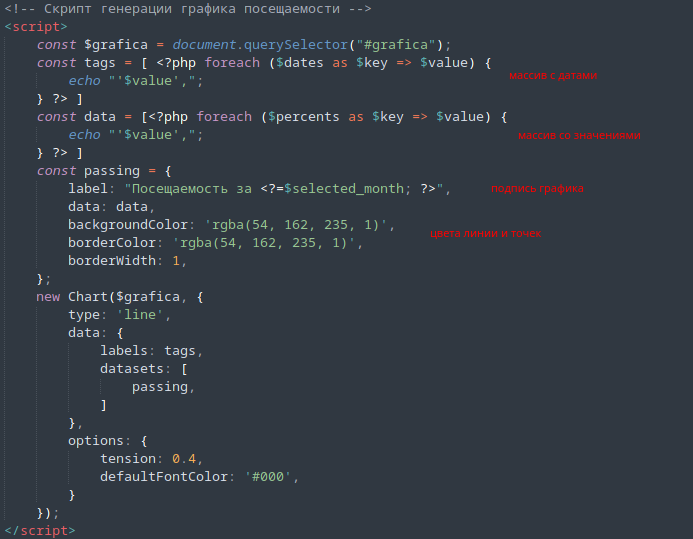 <!-- Скрипт генерации графика посещаемости -->
<script>
    const $grafica = document.querySelector("#grafica");
    const tags = [ <?php foreach ($dates as $key => $value) {
        echo "'$value',"; массив с датами
    } ?> ]
    const data = [<?php foreach ($percents as $key => $value) {
        echo "'$value',"; массив со значениями
    } ?> ]
    const passing = {
        label: "Посещаемость за <?=$selected_month; ?>", подпись графика
        data: data,
        backgroundColor: 'rgba(54, 162, 235, 1)', цвета линии и точек
        borderColor: 'rgba(54, 162, 235, 1)',
        borderWidth: 1,
    };
    new Chart($grafica, {
        type: 'line',
        data: {
            labels: tags,
            datasets: [
                passing,
            ]
        },
        options: {
            tension: 0.4,
            defaultFontColor: '#000',
        }
    });
</script>